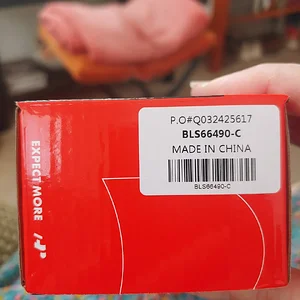 P.O#Q032425617
BLS66490-C
MADE IN CHINA
BLS66490-C
EXPECT MORE